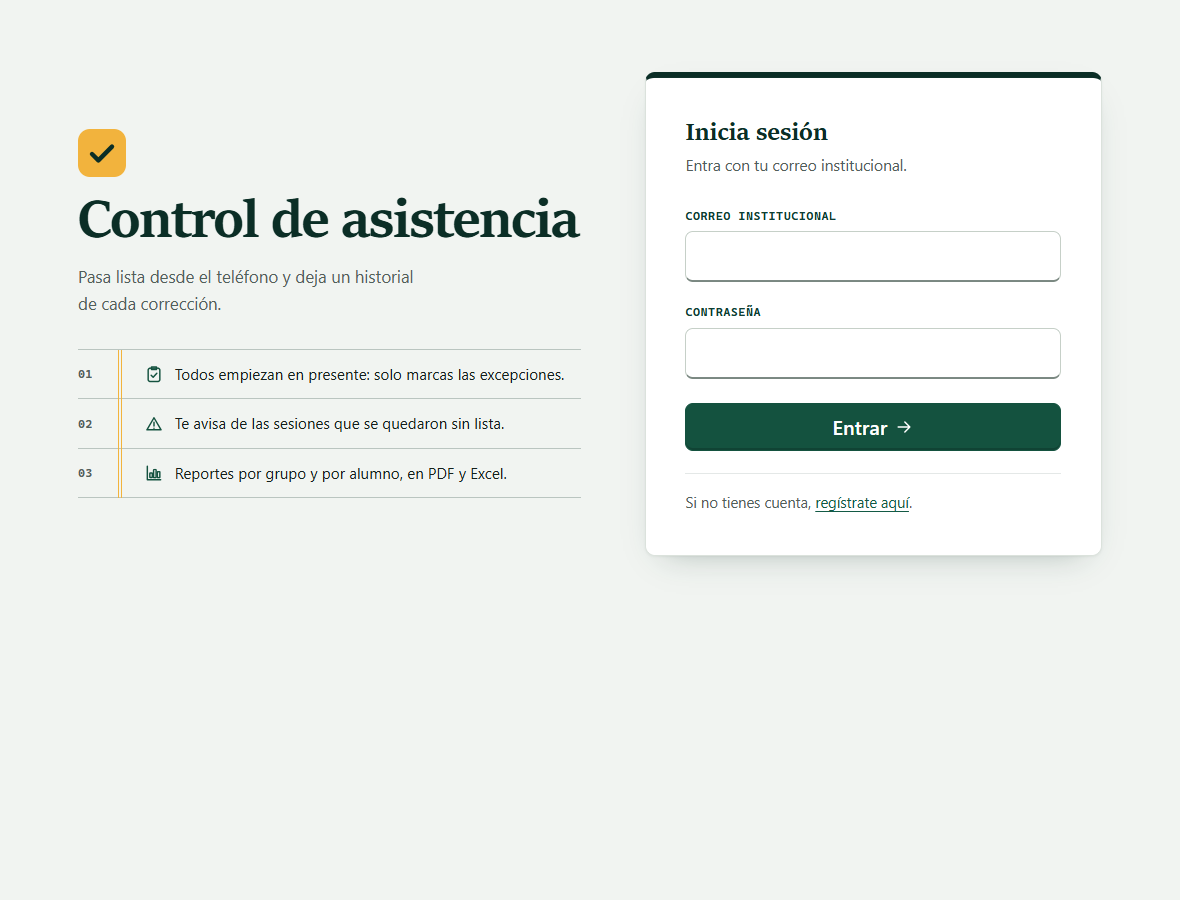 Control de asistencia
Pasa lista desde el teléfono y deja un historial
de cada corrección.
01 Todos empiezan en presente: solo marcas las excepciones.
02 Te avisa de las sesiones que se quedaron sin lista.
03 Reportes por grupo y por alumno, en PDF y Excel.
Inicia sesión
Entra con tu correo institucional.
CORREO INSTITUCIONAL
CONTRASEÑA
Entrar →
Si no tienes cuenta, regístrate aquí.